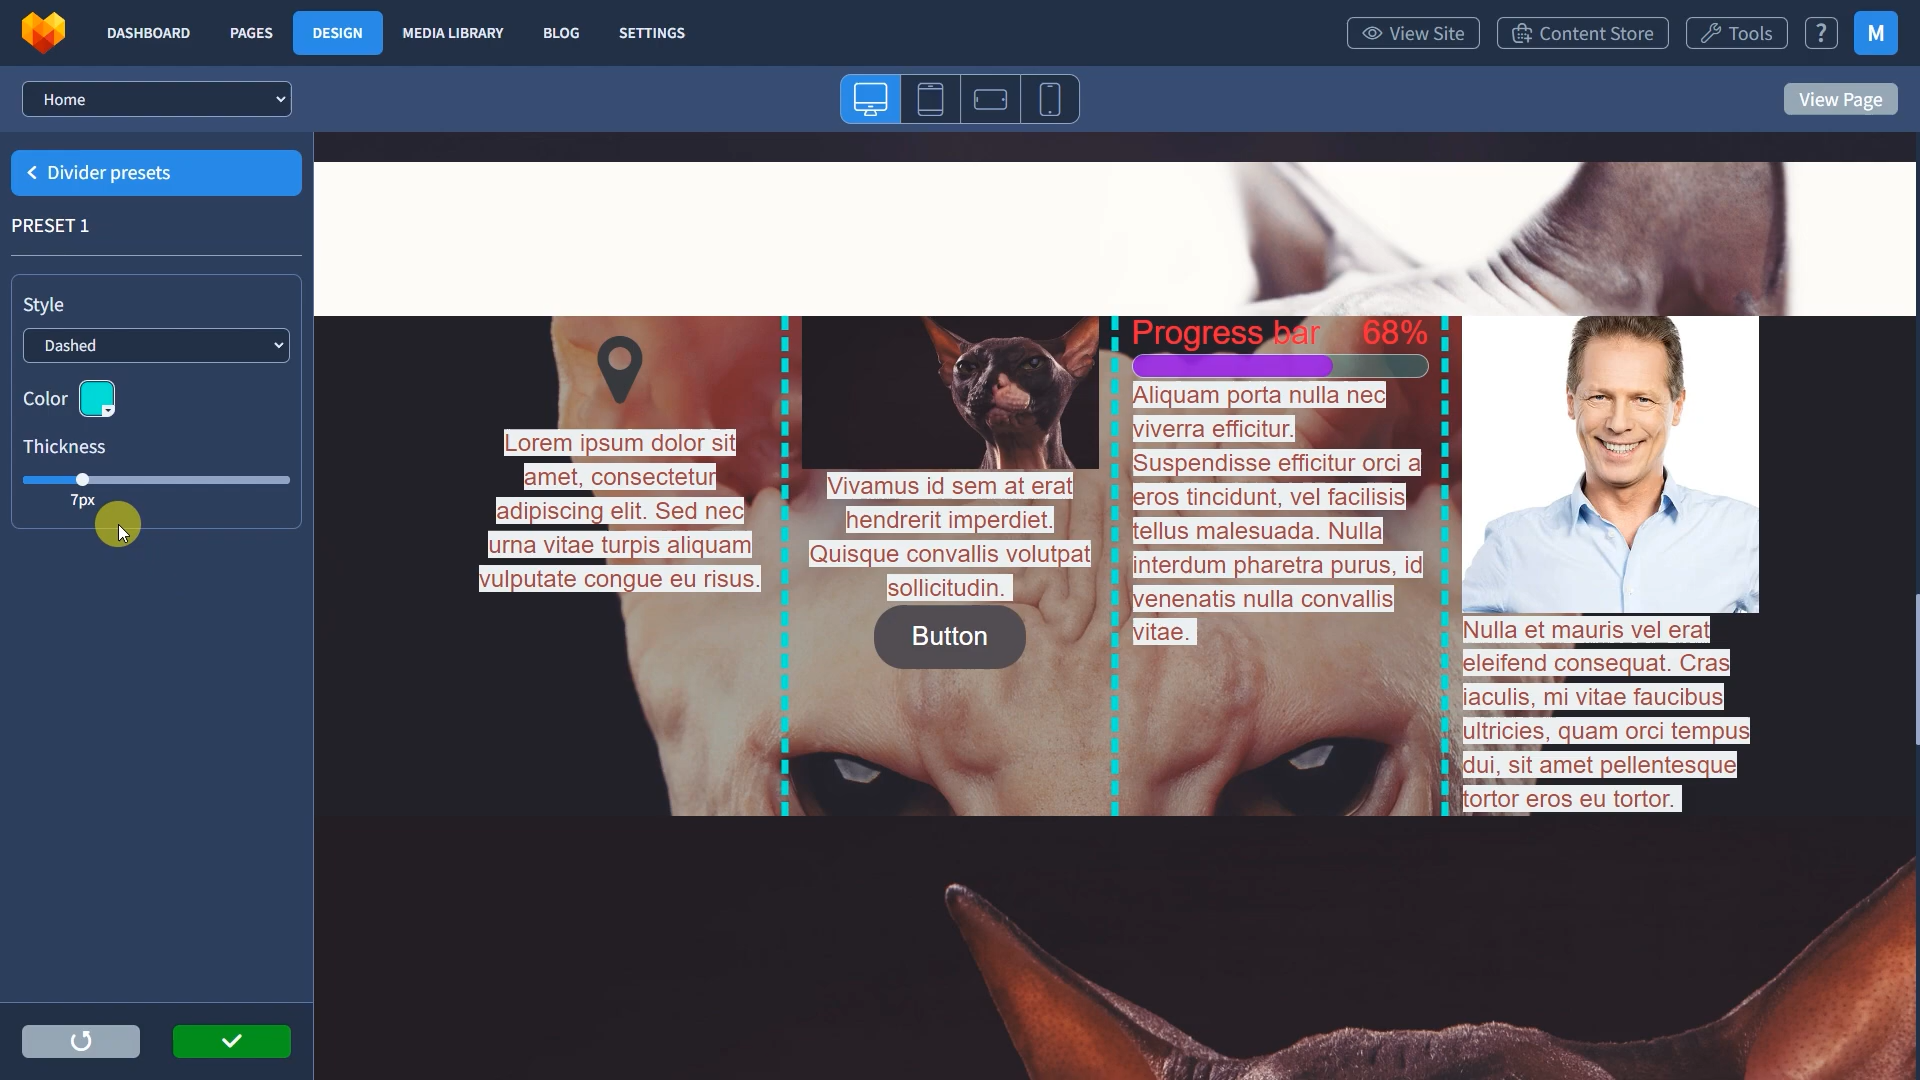 DASHBOARD
PAGES
DESIGN
MEDIA LIBRARY
BLOG
SETTINGS
View Site
Content Store
Tools
?
M
Home
View Page
Divider presets
PRESET 1
Style
Dashed
Color
Thickness
7px
Lorem ipsum dolor sit
amet, consectetur
adipiscing elit. Sed nec
urna vitae turpis aliquam
vulputate congue eu risus.
Vivamus id sem at erat
hendrerit imperdiet.
Quisque convallis volutpat
sollicitudin.
Button
Progress bar 68%
Aliquam porta nulla nec
viverra efficitur.
Suspendisse efficitur orci a
eros tincidunt, vel facilisis
tellus malesuada. Nulla
interdum pharetra purus, id
venenatis nulla convallis
vitae.
Nulla et mauris vel erat
eleifend consequat. Cras
iaculis, mi vitae faucibus
ultricies, quam orci tempus
dui, sit amet pellentesque
tortor eros eu tortor.